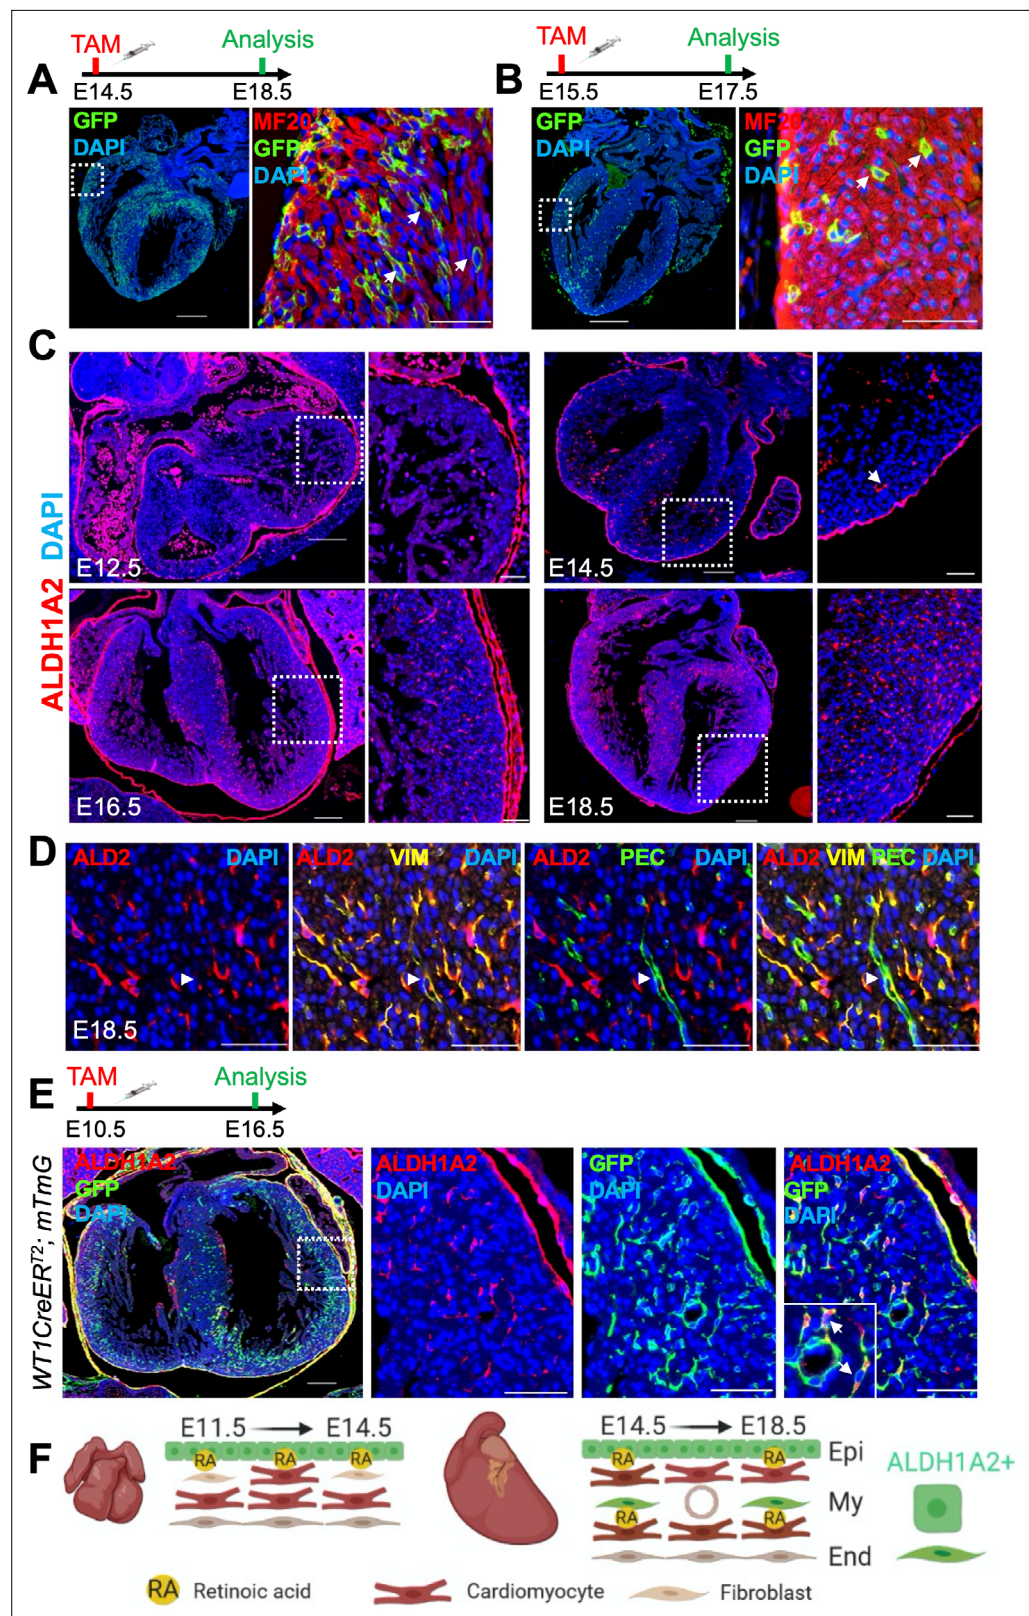 TAM
Analysis
A
E14.5
E18.5
GFP
DAPI
MF20
GFP
DAPI
TAM
Analysis
B
E15.5
E17.5
GFP
DAPI
MF20
GFP
DAPI
C
ALDH1A2 DAPI
E12.5
E14.5
E16.5
E18.5
D
ALD2 DAPI
ALD2 VIM DAPI
ALD2 PEC DAPI
ALD2 VIM PEC DAPI
E18.5
E
TAM
Analysis
E10.5
E16.5
WT1CreERT2; mTmG
ALDH1A2
GFP
DAPI
ALDH1A2
DAPI
GFP
DAPI
ALDH1A2
GFP
DAPI
F
E11.5 E14.5
RA RA RA
E14.5 E18.5
RA RA
RA RA
Epi
My
End
ALDH1A2+
RA Retinoic acid
Cardiomyocyte
Fibroblast